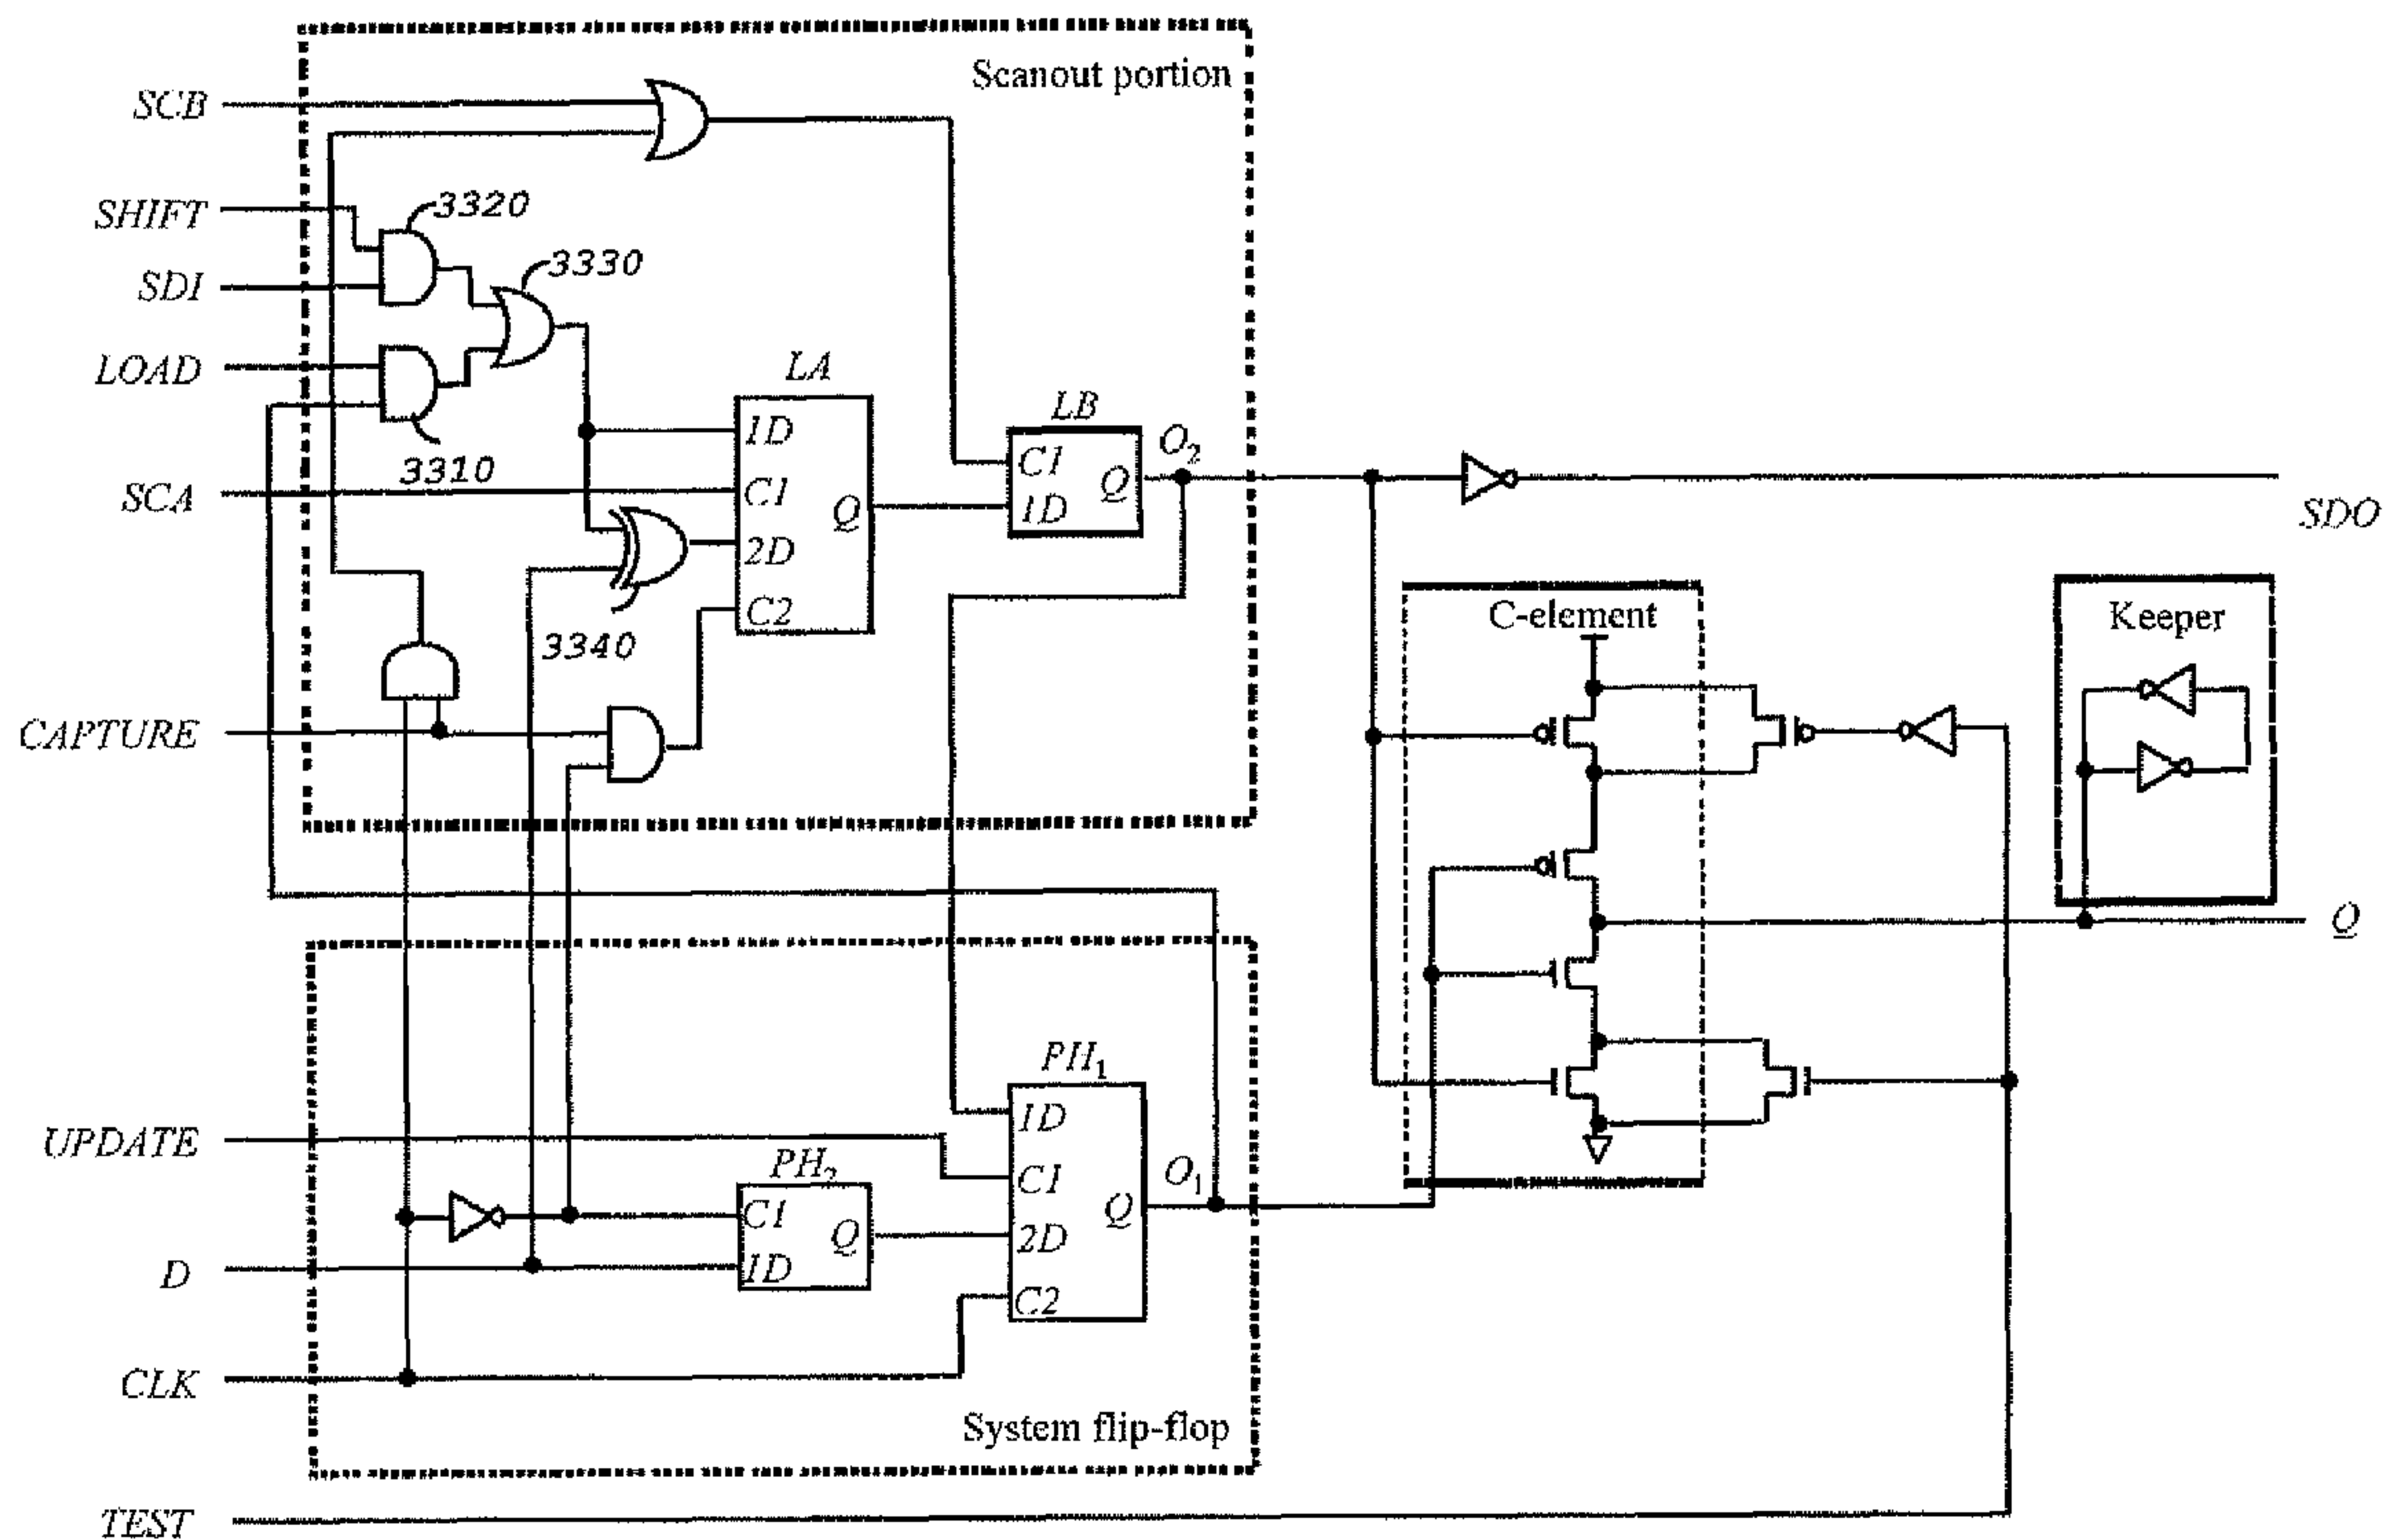 Scanout portion
SCB
SHIFT
3320
SDI
3330
LOAD
LA
LB
1D
O2
3310
C1
Q
SCA
C1
1D
Q
SDO
2D
C2
C-element
Keeper
3340
CAPTURE
Q
PH1
UPDATE
1D
PH2
C1
O1
C1
Q
Q
2D
D
1D
C2
CLK
System flip-flop
TEST